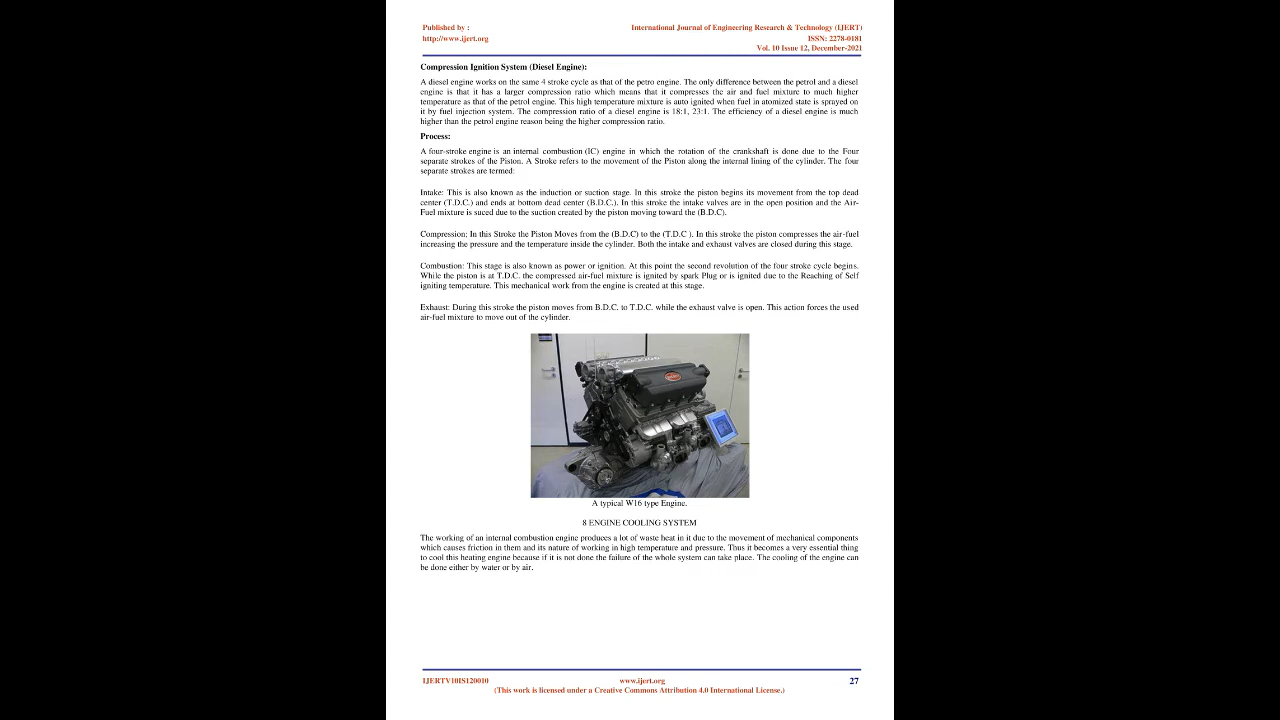 Published by :
International Journal of Engineering Research & Technology (IJERT)
http://www.ijert.org
ISSN: 2278-0181
Vol. 10 Issue 12, December-2021
Compression Ignition System (Diesel Engine):
A diesel engine works on the same 4 stroke cycle as that of the petro engine. The only difference between the petrol and a diesel
engine is that it has a larger compression ratio which means that it compresses the air and fuel mixture to much higher
temperature as that of the petrol engine. This high temperature mixture is auto ignited when fuel in atomized state is sprayed on
it by fuel injection system. The compression ratio of a diesel engine is 18:1, 23:1. The efficiency of a diesel engine is much
higher than the petrol engine reason being the higher compression ratio.
Process:
A four-stroke engine is an internal combustion (IC) engine in which the rotation of the crankshaft is done due to the Four
separate strokes of the Piston. A Stroke refers to the movement of the Piston along the internal lining of the cylinder. The four
separate strokes are termed:
Intake: This is also known as the induction or suction stage. In this stroke the piston begins its movement from the top dead
center (T.D.C.) and ends at bottom dead center (B.D.C.). In this stroke the intake valves are in the open position and the Air-
Fuel mixture is suced due to the suction created by the piston moving toward the (B.D.C).
Compression: In this Stroke the Piston Moves from the (B.D.C) to the (T.D.C ). In this stroke the piston compresses the air-fuel
increasing the pressure and the temperature inside the cylinder. Both the intake and exhaust valves are closed during this stage.
Combustion: This stage is also known as power or ignition. At this point the second revolution of the four stroke cycle begins.
While the piston is at T.D.C. the compressed air-fuel mixture is ignited by spark Plug or is ignited due to the Reaching of Self
igniting temperature. This mechanical work from the engine is created at this stage.
Exhaust: During this stroke the piston moves from B.D.C. to T.D.C. while the exhaust valve is open. This action forces the used
air-fuel mixture to move out of the cylinder.
A typical W16 type Engine.
8 ENGINE COOLING SYSTEM
The working of an internal combustion engine produces a lot of waste heat in it due to the movement of mechanical components
which causes friction in them and its nature of working in high temperature and pressure. Thus it becomes a very essential thing
to cool this heating engine because if it is not done the failure of the whole system can take place. The cooling of the engine can
be done either by water or by air.
IJERTV10IS120010
www.ijert.org
27
(This work is licensed under a Creative Commons Attribution 4.0 International License.)